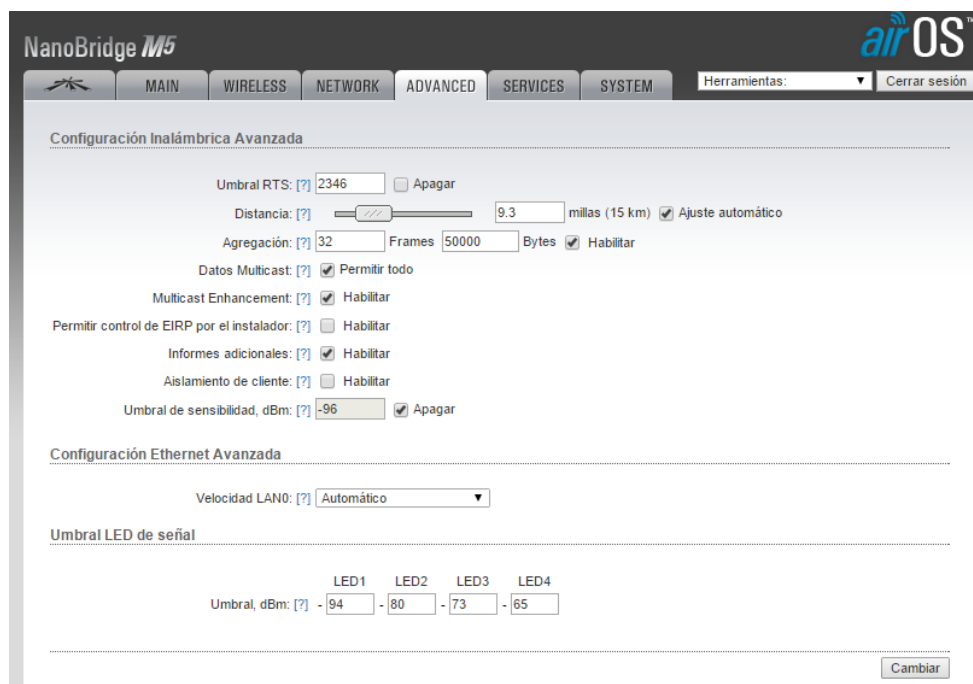 NanoBridge M5
airOS™
MAIN WIRELESS NETWORK ADVANCED SERVICES SYSTEM Herramientas: Cerrar sesión
Configuración Inalámbrica Avanzada
Umbral RTS: [?] 2346 Apagar
Distancia: [?] 9.3 millas (15 km) Ajuste automático
Agregación: [?] 32 Frames 50000 Bytes Habilitar
Datos Multicast: [?] Permitir todo
Multicast Enhancement: [?] Habilitar
Permitir control de EIRP por el instalador: [?] Habilitar
Informes adicionales: [?] Habilitar
Aislamiento de cliente: [?] Habilitar
Umbral de sensibilidad, dBm: [?] -96 Apagar
Configuración Ethernet Avanzada
Velocidad LAN0: [?] Automático
Umbral LED de señal
LED1 LED2 LED3 LED4
Umbral, dBm: [?] - 94 - 80 - 73 - 65
Cambiar